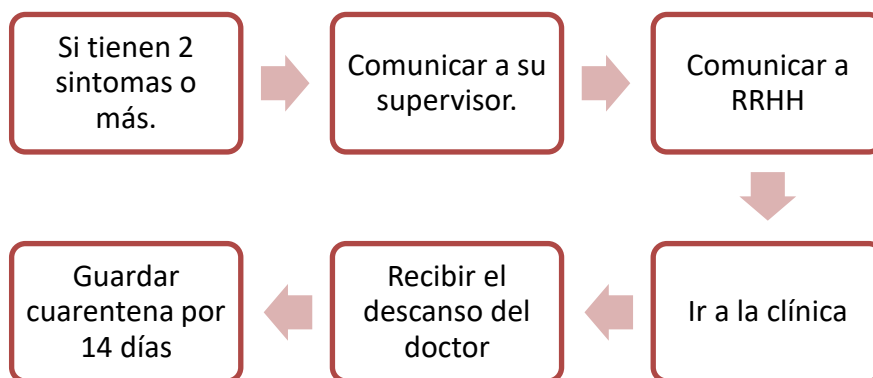 Si tienen 2
sintomas o
más.
Comunicar a su
supervisor.
Comunicar a
RRHH
Ir a la clínica
Recibir el
descanso del
doctor
Guardar
cuarentena por
14 días